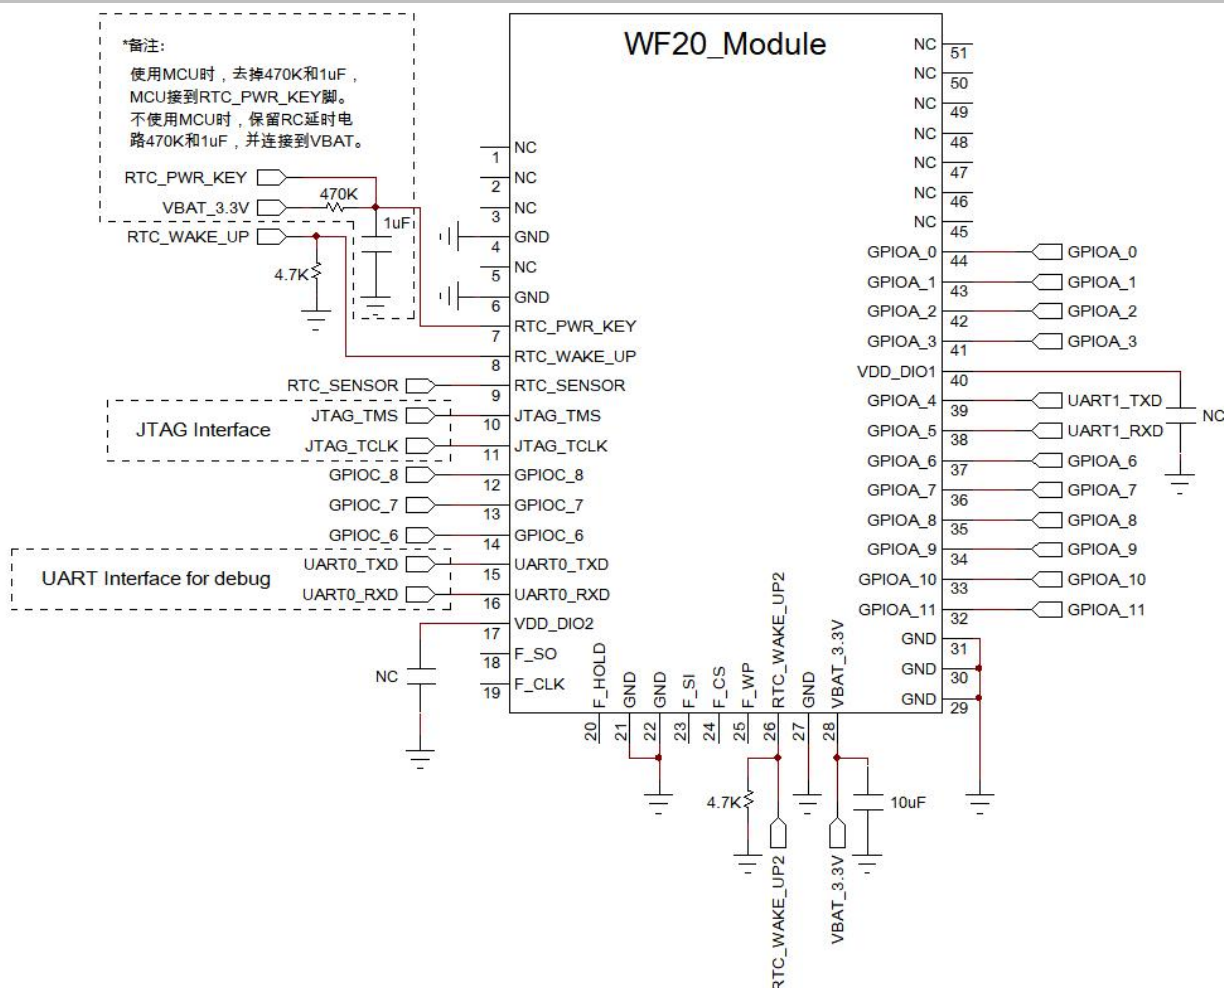 WF20_Module
*备注：
使用MCU时，去掉470K和1uF，
MCU接到RTC_PWR_KEY脚。
不使用MCU时，保留RC延时电
路470K和1uF，并连接到VBAT。
RTC_PWR_KEY
VBAT_3.3V
470K
1uF
RTC_WAKE_UP
4.7K
1 NC
2 NC
3 NC
4 GND
5 NC
6 GND
7 RTC_PWR_KEY
8 RTC_WAKE_UP
RTC_SENSOR 9 RTC_SENSOR
JTAG Interface
JTAG_TMS 10 JTAG_TMS
JTAG_TCLK 11 JTAG_TCLK
GPIOC_8 12 GPIOC_8
GPIOC_7 13 GPIOC_7
GPIOC_6 14 GPIOC_6
UART Interface for debug
UART0_TXD 15 UART0_TXD
UART0_RXD 16 UART0_RXD
17 VDD_DIO2
NC
18 F_SO
19 F_CLK
NC 51
NC 50
NC 49
NC 48
NC 47
NC 46
NC 45
GPIOA_0 44 GPIOA_0
GPIOA_1 43 GPIOA_1
GPIOA_2 42 GPIOA_2
GPIOA_3 41 GPIOA_3
VDD_DIO1 40
NC
GPIOA_4 39 UART1_TXD
GPIOA_5 38 UART1_RXD
GPIOA_6 37 GPIOA_6
GPIOA_7 36 GPIOA_7
GPIOA_8 35 GPIOA_8
GPIOA_9 34 GPIOA_9
GPIOA_10 33 GPIOA_10
GPIOA_11 32 GPIOA_11
GND 31
GND 30
GND 29
20 F_HOLD
21 GND
22 GND
23 F_SI
24 F_CS
25 F_WP
26 RTC_WAKE_UP2
27 GND
28 VBAT_3.3V
4.7K
10uF
RTC_WAKE_UP2
VBAT_3.3V